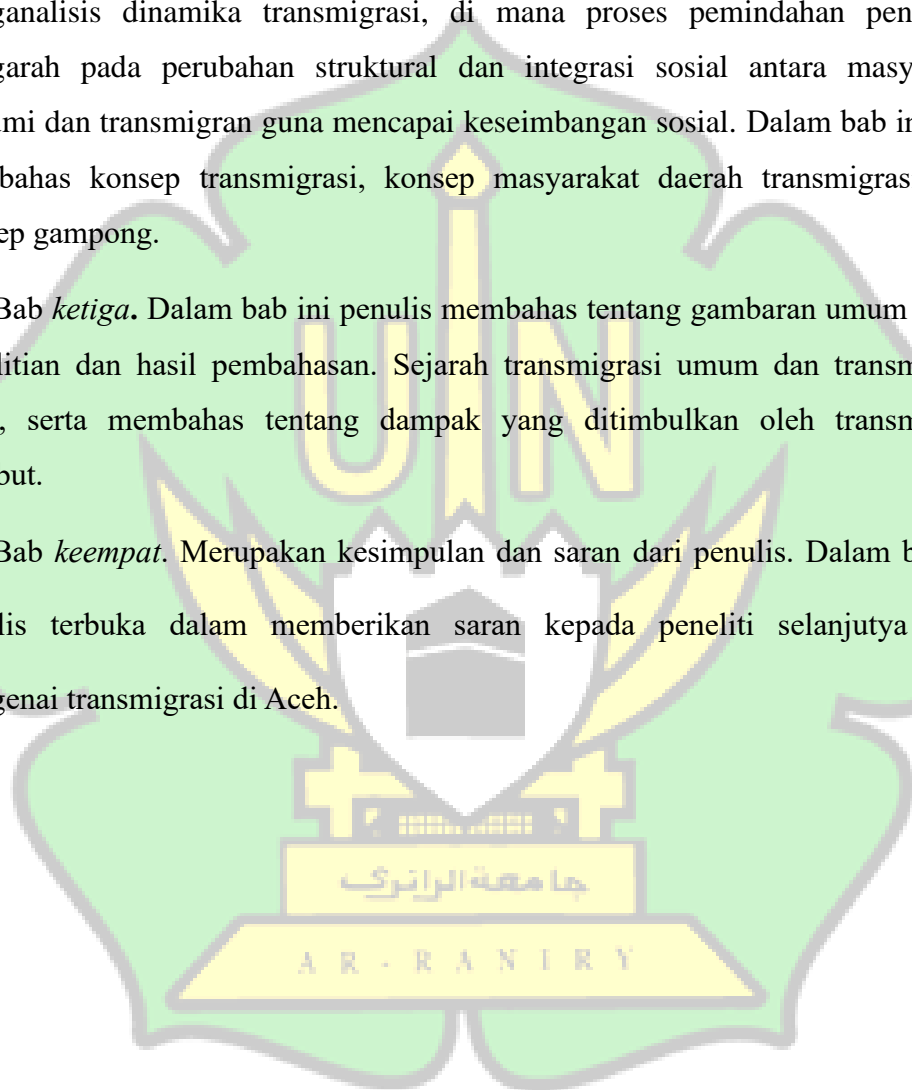 ganalisis dinamika transmigrasi, di mana proses pemindahan pen
garah pada perubahan struktural dan integrasi sosial antara masy
umi dan transmigran guna mencapai keseimbangan sosial. Dalam bab in
bahas konsep transmigrasi, konsep masyarakat daerah transmigras
ep gampong.
Bab ketiga. Dalam bab ini penulis membahas tentang gambaran umum
litian dan hasil pembahasan. Sejarah transmigrasi umum dan transm
, serta membahas tentang dampak yang ditimbulkan oleh transm
but.
Bab keempat. Merupakan kesimpulan dan saran dari penulis. Dalam b
lis terbuka dalam memberikan saran kepada peneliti selanjutya
genai transmigrasi di Aceh.
UIN
جامعة الرانري
AR-RANIRY